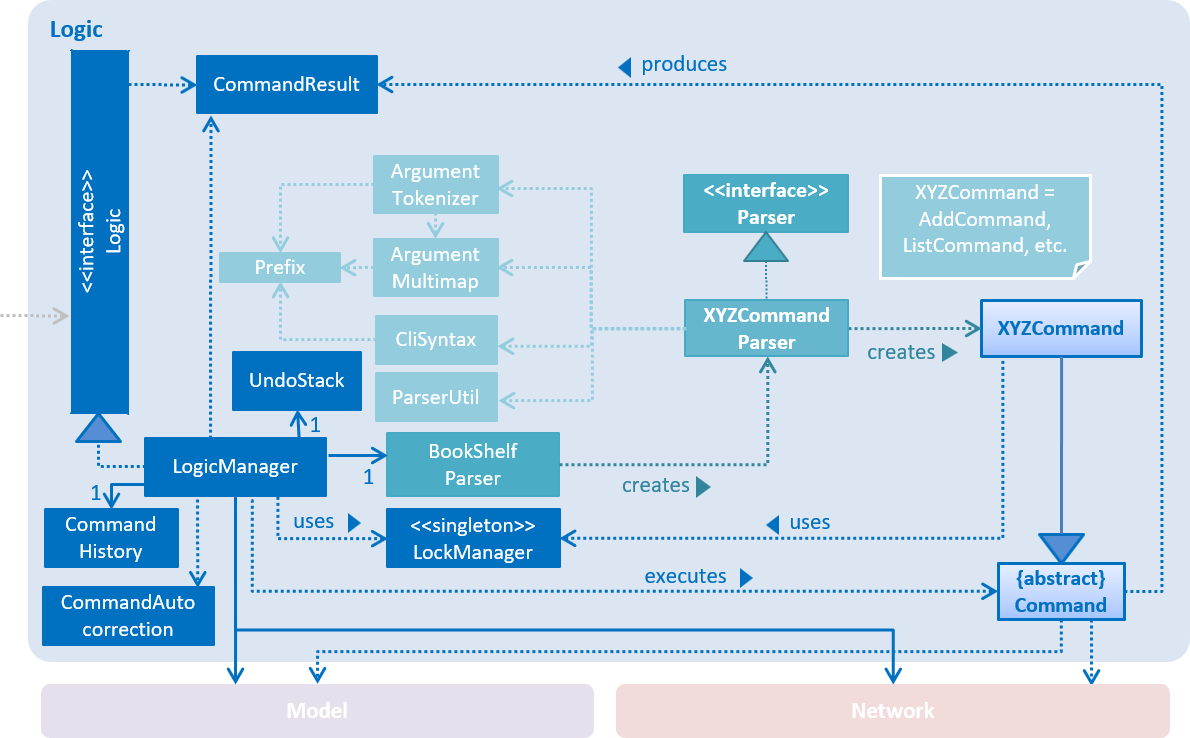 Logic
<<interface>>
Logic
CommandResult
produces
Argument
Tokenizer
<<interface>>
Parser
XYZCommand =
AddCommand,
ListCommand, etc.
Prefix
Argument
Multimap
XYZCommand
Parser
XYZCommand
CliSyntax
creates
UndoStack
ParserUtil
1
LogicManager
1
BookShelf
Parser
creates
1
Command
History
uses
<<singleton>>
LockManager
uses
executes
{abstract}
Command
CommandAuto
correction
Model
Network